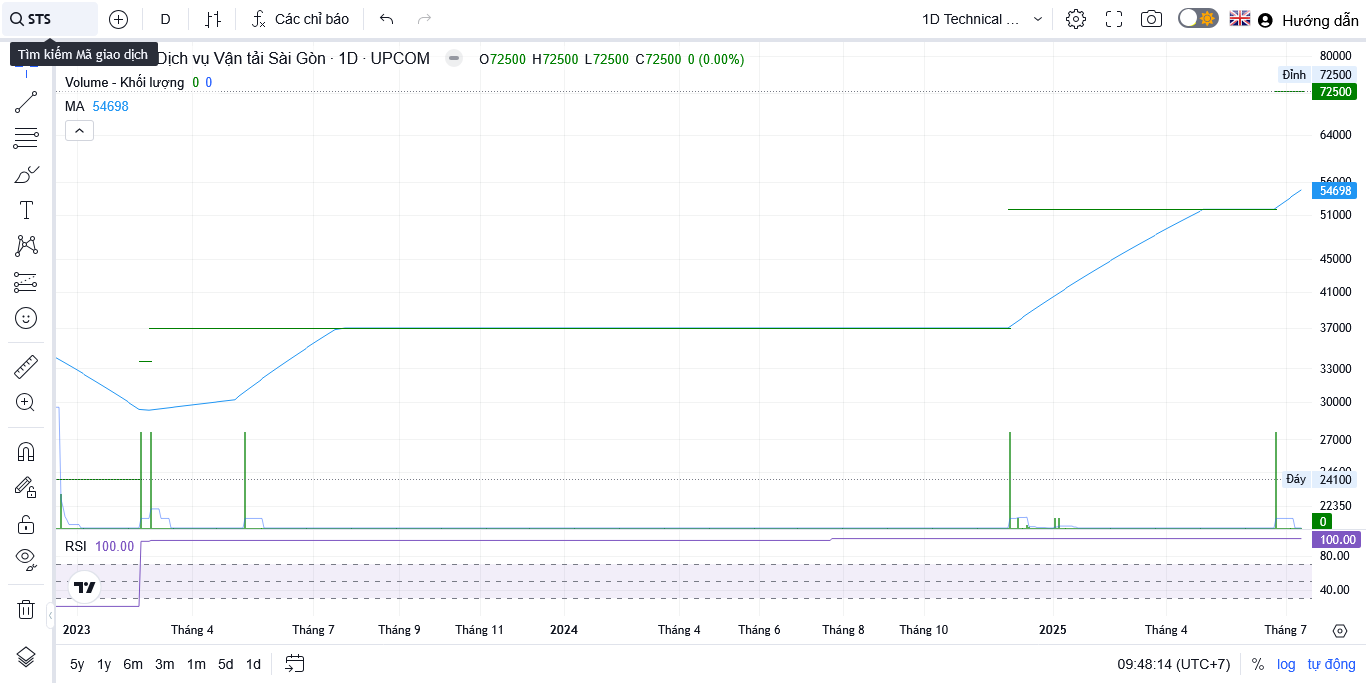 STS
D
Các chỉ báo
1D Technical ...
Hướng dẫn
Tìm kiếm Mã giao dịch
Dịch vụ Vận tải Sài Gòn · 1D · UPCOM
O72500 H72500 L72500 C72500 0 (0.00%)
Volume - Khối lượng 0 0
MA 54698
80000
Đỉnh 72500
72500
64000
56000
54698
51000
45000
41000
37000
33000
30000
27000
24600
Đáy 24100
22350
0
RSI 100.00
100.00
80.00
40.00
2023 Tháng 4 Tháng 7 Tháng 9 Tháng 11 2024 Tháng 4 Tháng 6 Tháng 8 Tháng 10 2025 Tháng 4 Tháng 7
5y 1y 6m 3m 1m 5d 1d
09:48:14 (UTC+7) % log tự động